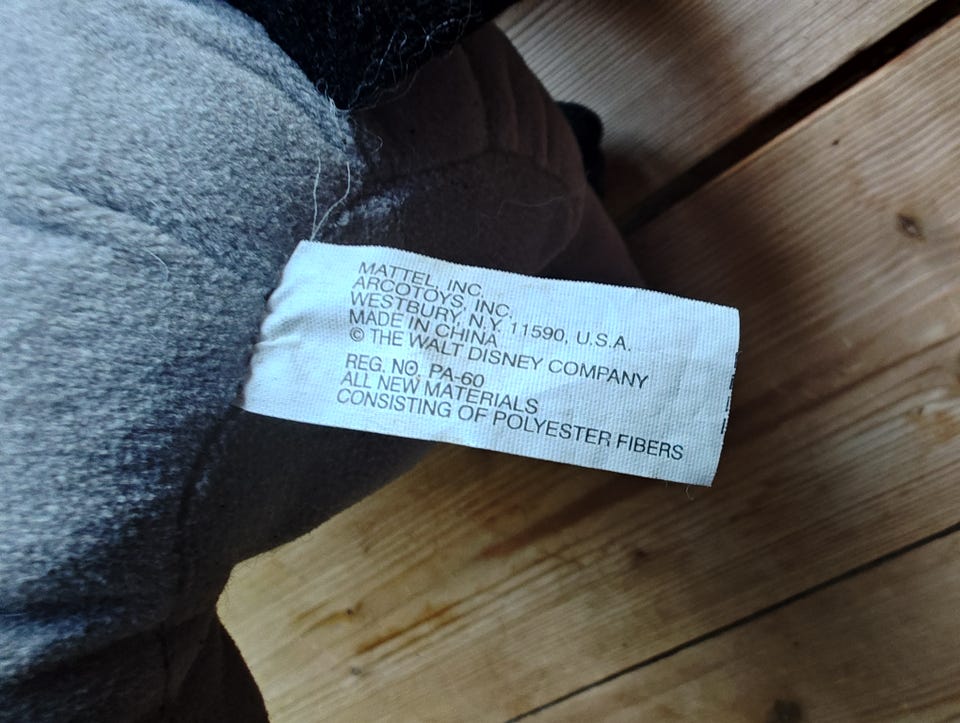 MATTEL, INC.
ARCOTOYS, INC.
WESTBURY, N.Y. 11590, U.S.A.
MADE IN CHINA
© THE WALT DISNEY COMPANY
REG. NO. PA-60
ALL NEW MATERIALS
CONSISTING OF POLYESTER FIBERS